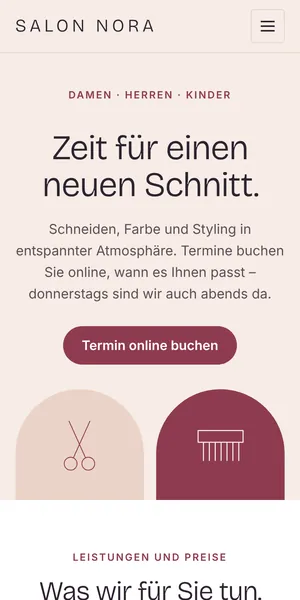 SALON NORA
DAMEN · HERREN · KINDER
Zeit für einen
neuen Schnitt.
Schneiden, Farbe und Styling in
entspannter Atmosphäre. Termine buchen
Sie online, wann es Ihnen passt –
donnerstags sind wir auch abends da.
Termin online buchen
LEISTUNGEN UND PREISE
Was wir für Sie tun.